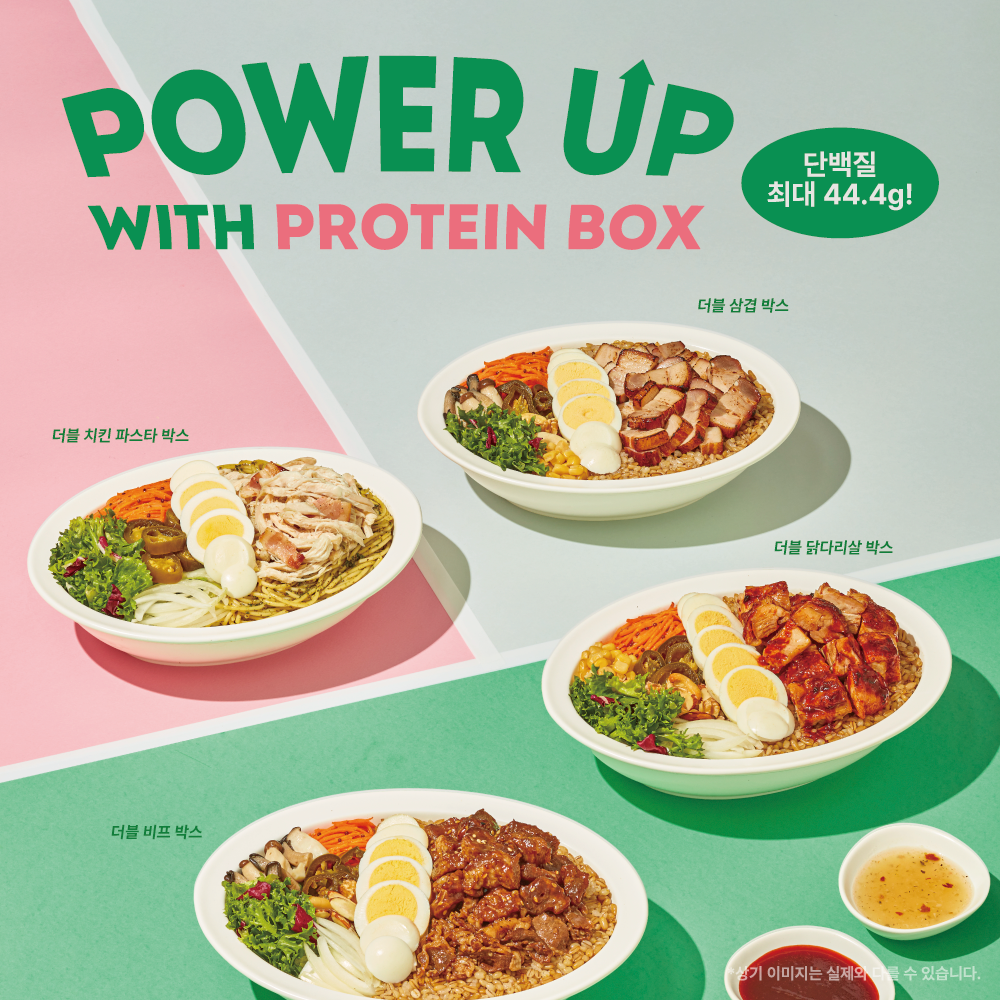 POWER UP
WITH PROTEIN BOX
단백질
최대 44.4g!
더블 삼겹 박스
더블 치킨 파스타 박스
더블 닭다리살 박스
더블 비프 박스
*상기 이미지는 실제와 다를 수 있습니다.